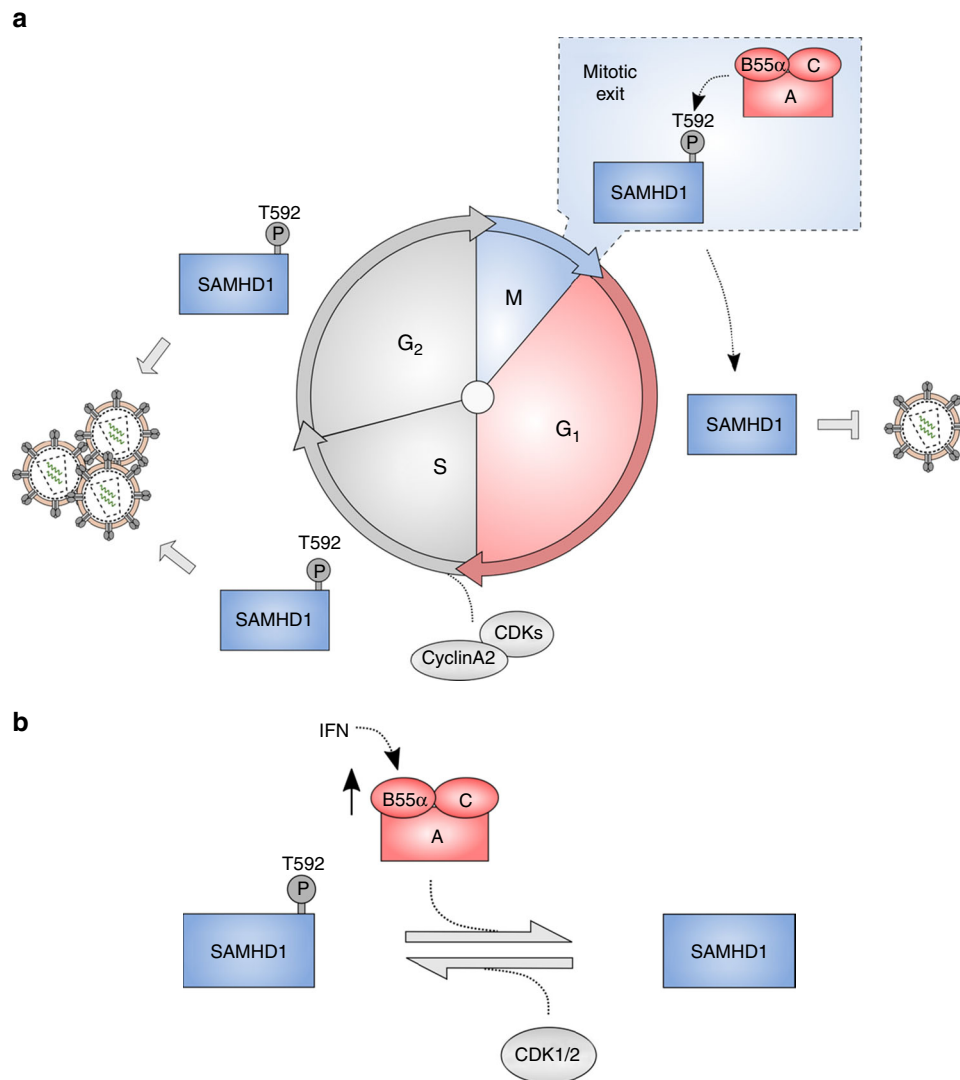 a
Mitotic
exit
B55α
C
A
T592
P
SAMHD1
T592
P
SAMHD1
M
G2
G1
S
SAMHD1
T592
P
SAMHD1
CDKs
CyclinA2
b
IFN
B55α
C
A
T592
P
SAMHD1
SAMHD1
CDK1/2